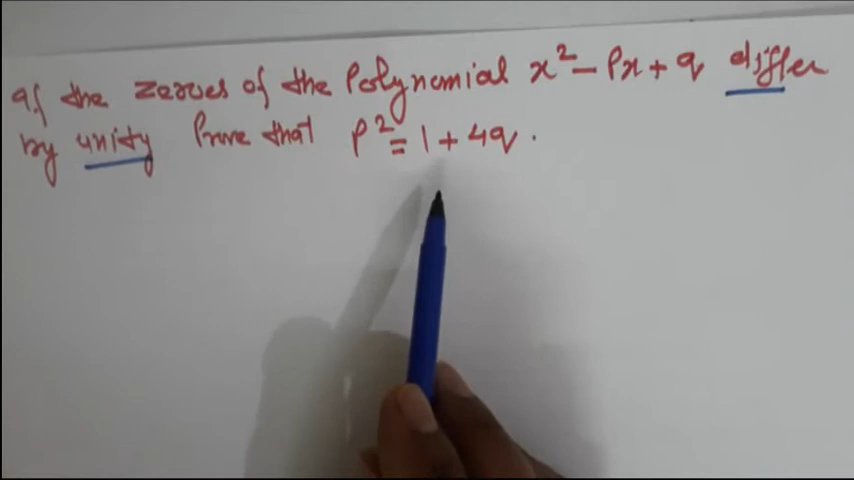 If the zeroes of the Polynomial x² - Px + q differ
by unity Prove that P² = 1 + 4q .